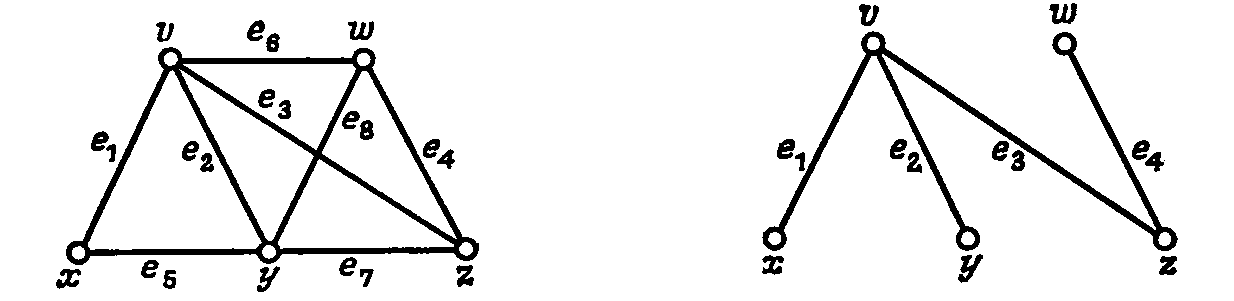 v e₆ w
e₃
e₁ e₂ e₈ e₄
x e₅ y e₇ z
v w
e₁ e₂ e₃ e₄
x y z